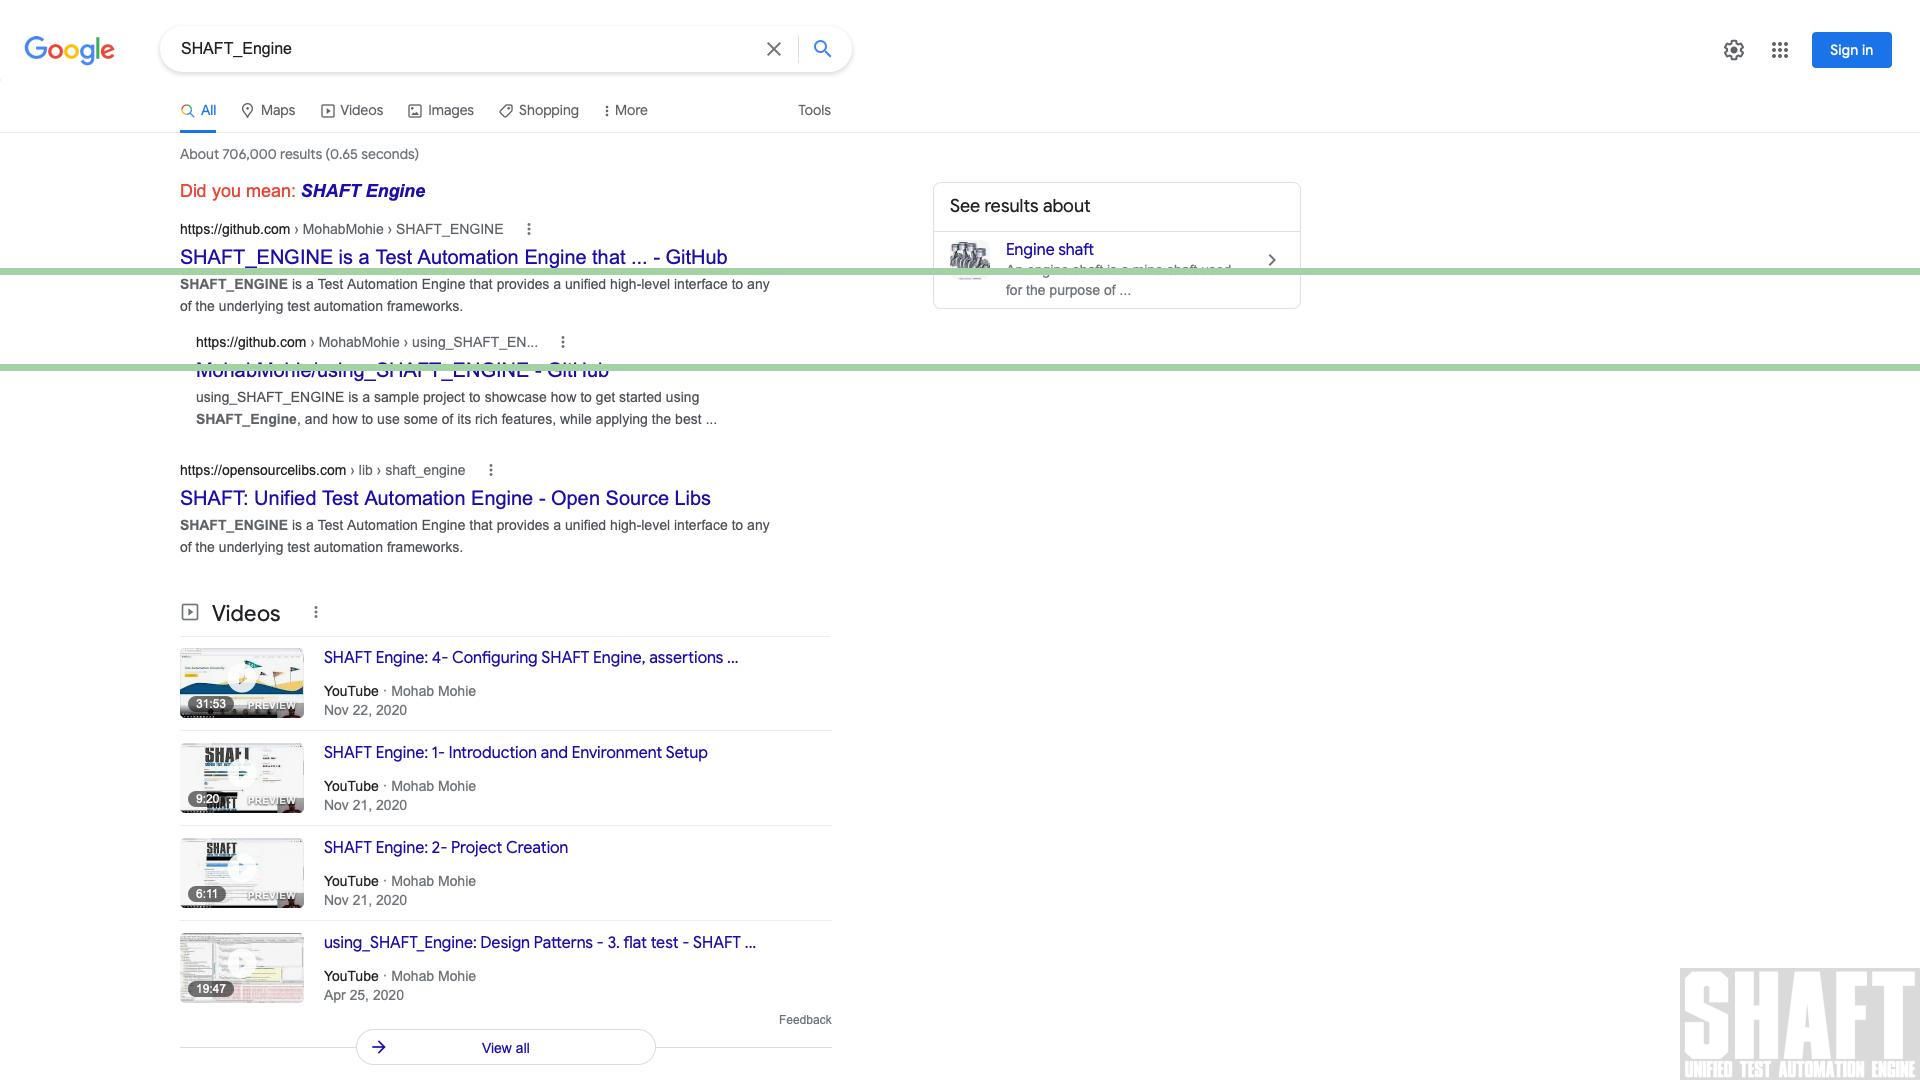 Google
SHAFT_Engine
Sign in
All
Maps
Videos
Images
Shopping
More
Tools
About 706,000 results (0.65 seconds)
Did you mean: SHAFT Engine
https://github.com › MohabMohie › SHAFT_ENGINE
SHAFT_ENGINE is a Test Automation Engine that ... - GitHub
SHAFT_ENGINE is a Test Automation Engine that provides a unified high-level interface to any
of the underlying test automation frameworks.
https://github.com › MohabMohie › using_SHAFT_EN...
MohabMohie/using_SHAFT_ENGINE - GitHub
using_SHAFT_ENGINE is a sample project to showcase how to get started using
SHAFT_Engine, and how to use some of its rich features, while applying the best ...
https://opensourcelibs.com › lib › shaft_engine
SHAFT: Unified Test Automation Engine - Open Source Libs
SHAFT_ENGINE is a Test Automation Engine that provides a unified high-level interface to any
of the underlying test automation frameworks.
Videos
SHAFT Engine: 4- Configuring SHAFT Engine, assertions ...
YouTube · Mohab Mohie
Nov 22, 2020
31:53
PREVIEW
SHAFT Engine: 1- Introduction and Environment Setup
YouTube · Mohab Mohie
Nov 21, 2020
SHAFT
9:20
PREVIEW
SHAFT Engine: 2- Project Creation
YouTube · Mohab Mohie
Nov 21, 2020
SHAFT
6:11
PREVIEW
using_SHAFT_Engine: Design Patterns - 3. flat test - SHAFT ...
YouTube · Mohab Mohie
Apr 25, 2020
19:47
Feedback
View all
See results about
Engine shaft
An engine shaft is a mine shaft used
for the purpose of ...
SHAFT
UNIFIED TEST AUTOMATION ENGINE